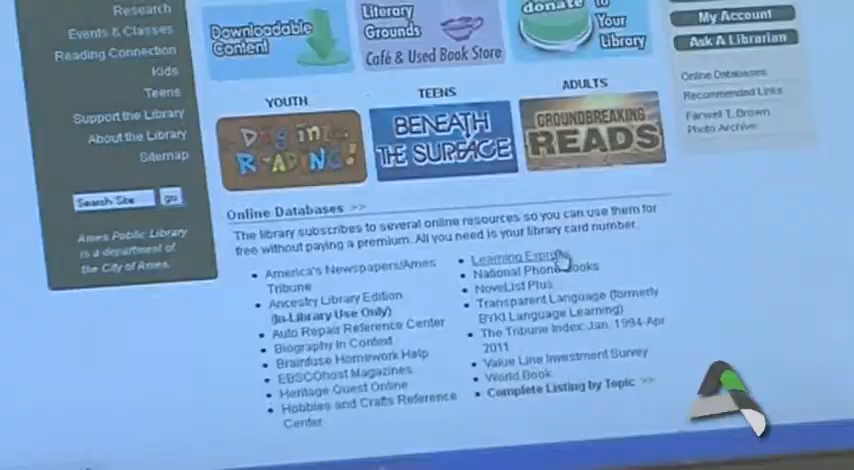 Research
Events & Classes
Reading Connection
Kids
Teens
Support the Library
About the Library
Sitemap
Search Site
go
Ames Public Library
is a department of
the City of Ames.
Downloadable
Content
Literary
Grounds
Café & Used Book Store
donate to
Your
Library
YOUTH
Dig into
READING!
TEENS
BENEATH
THE SURFACE
ADULTS
GROUNDBREAKING
READS
My Account
Ask A Librarian
Online Databases
Recommended Links
Farwell T. Brown
Photo Archive
Online Databases >>
The library subscribes to several online resources so you can use them for
free without paying a premium. All you need is your library card number.
America's Newspapers/Ames
Tribune
Ancestry Library Edition
(In-Library Use Only)
Auto Repair Reference Center
Biography In Context
Brainfuse Homework Help
EBSCOhost Magazines
Heritage Quest Online
Hobbies and Crafts Reference
Center
Learning Express
National Phone Books
NoveList Plus
Transparent Language (formerly
BYKI Language Learning)
The Tribune Index: Jan. 1994-Apr
2011
Value Line Investment Survey
World Book
Complete Listing by Topic >>